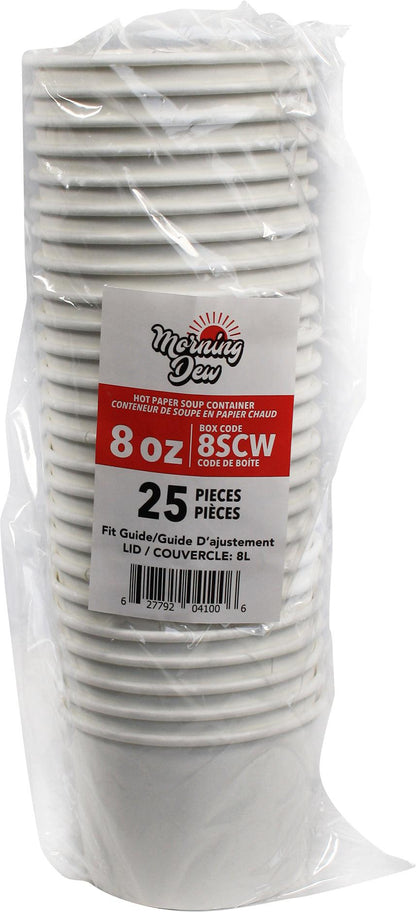 Morning
Dew
HOT PAPER SOUP CONTAINER
CONTENEUR DE SOUPE EN PAPIER CHAUD
8 oz
BOX CODE
8SCW
CODE DE BOÎTE
25 PIECES
PIÈCES
Fit Guide/Guide D'ajustement
LID / COUVERCLE: 8L
6 27792 04100 6